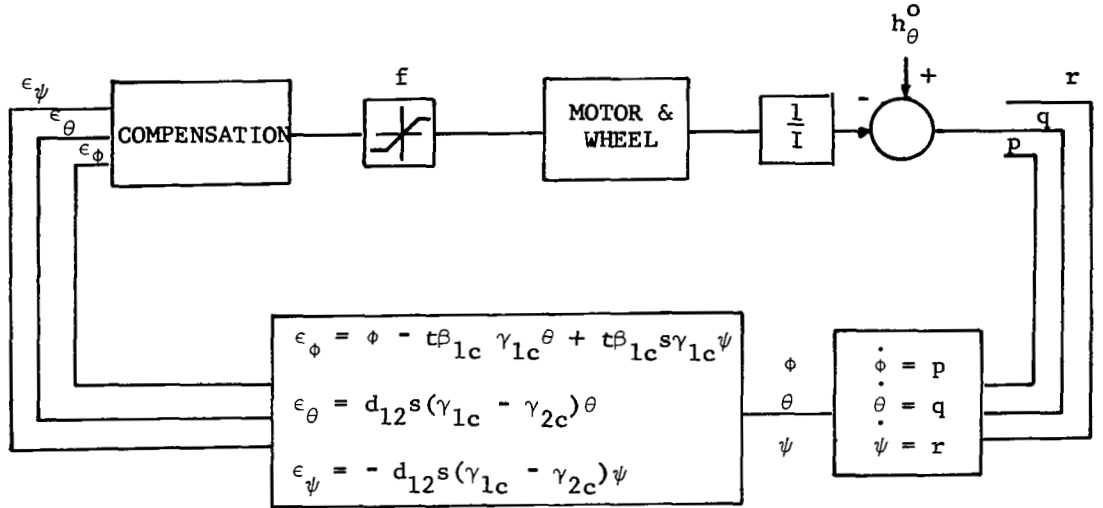 h_θ^o
f
r
ε_ψ
ε_θ
ε_ϕ
COMPENSATION
MOTOR &
WHEEL
1/I
-
+
q
p
ε_ϕ = ϕ - tβ_1c γ_1c θ + tβ_1c sγ_1c ψ
ε_θ = d_12 s(γ_1c - γ_2c)θ
ε_ψ = - d_12 s(γ_1c - γ_2c)ψ
ϕ
θ
ψ
ϕ̇ = p
θ̇ = q
ψ̇ = r